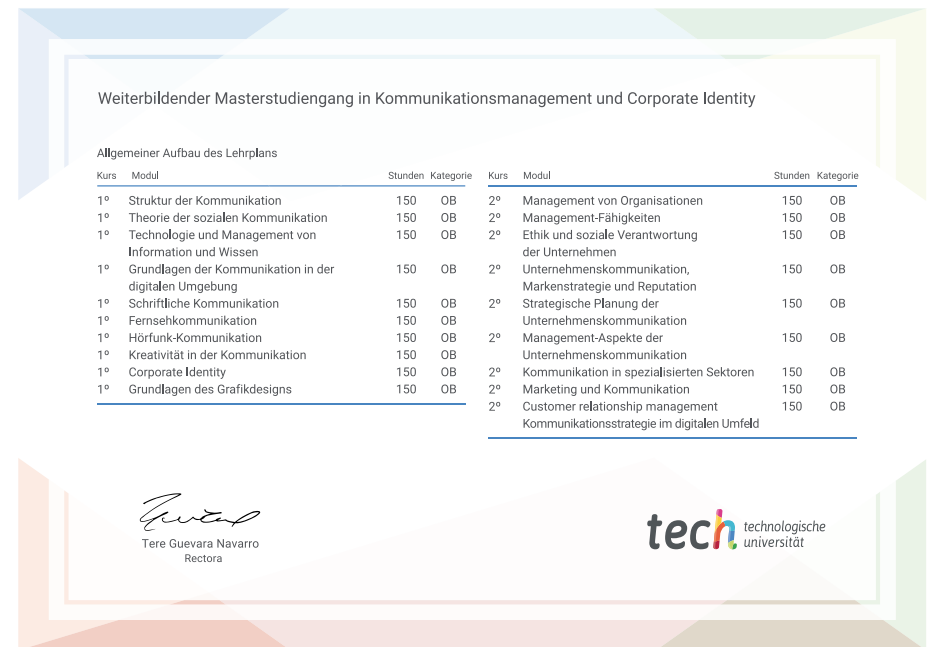 Weiterbildender Masterstudiengang in Kommunikationsmanagement und Corporate Identity
Allgemeiner Aufbau des Lehrplans
Kurs Modul Stunden Kategorie
1º Struktur der Kommunikation 150 OB
1º Theorie der sozialen Kommunikation 150 OB
1º Technologie und Management von 150 OB
Information und Wissen
1º Grundlagen der Kommunikation in der 150 OB
digitalen Umgebung
1º Schriftliche Kommunikation 150 OB
1º Fernsehkommunikation 150 OB
1º Hörfunk-Kommunikation 150 OB
1º Kreativität in der Kommunikation 150 OB
1º Corporate Identity 150 OB
1º Grundlagen des Grafikdesigns 150 OB
Kurs Modul Stunden Kategorie
2º Management von Organisationen 150 OB
2º Management-Fähigkeiten 150 OB
2º Ethik und soziale Verantwortung 150 OB
der Unternehmen
2º Unternehmenskommunikation, 150 OB
Markenstrategie und Reputation
2º Strategische Planung der 150 OB
Unternehmenskommunikation
2º Management-Aspekte der 150 OB
Unternehmenskommunikation
2º Kommunikation in spezialisierten Sektoren 150 OB
2º Marketing und Kommunikation 150 OB
2º Customer relationship management 150 OB
Kommunikationsstrategie im digitalen Umfeld
Tere Guevara Navarro
Rectora
tech technologische
universität